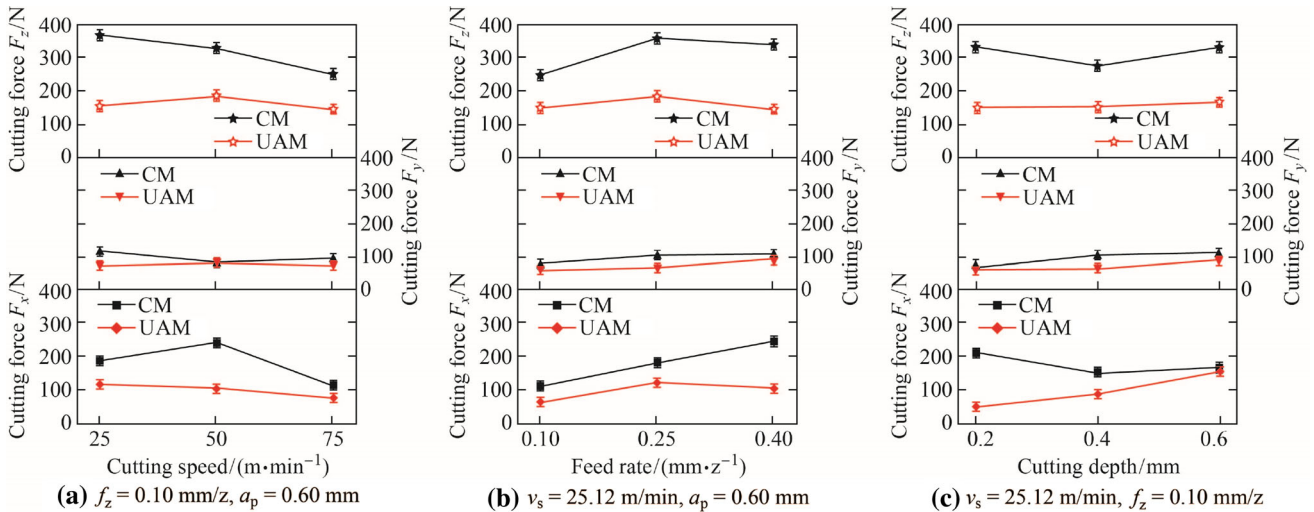 400
300
200
100
0
Cutting force Fz/N
CM
UAM
400
300
200
100
0
Cutting force Fy/N
CM
UAM
400
300
200
100
0
Cutting force Fx/N
CM
UAM
25 50 75
Cutting speed/(m·min⁻¹)
(a) fz = 0.10 mm/z, ap = 0.60 mm
400
300
200
100
0
Cutting force Fz/N
CM
UAM
400
300
200
100
0
Cutting force Fy/N
CM
UAM
400
300
200
100
0
Cutting force Fx/N
CM
UAM
0.10 0.25 0.40
Feed rate/(mm·z⁻¹)
(b) vs = 25.12 m/min, ap = 0.60 mm
400
300
200
100
0
Cutting force Fz/N
CM
UAM
400
300
200
100
0
Cutting force Fy/N
CM
UAM
400
300
200
100
0
Cutting force Fx/N
CM
UAM
0.2 0.4 0.6
Cutting depth/mm
(c) vs = 25.12 m/min, fz = 0.10 mm/z